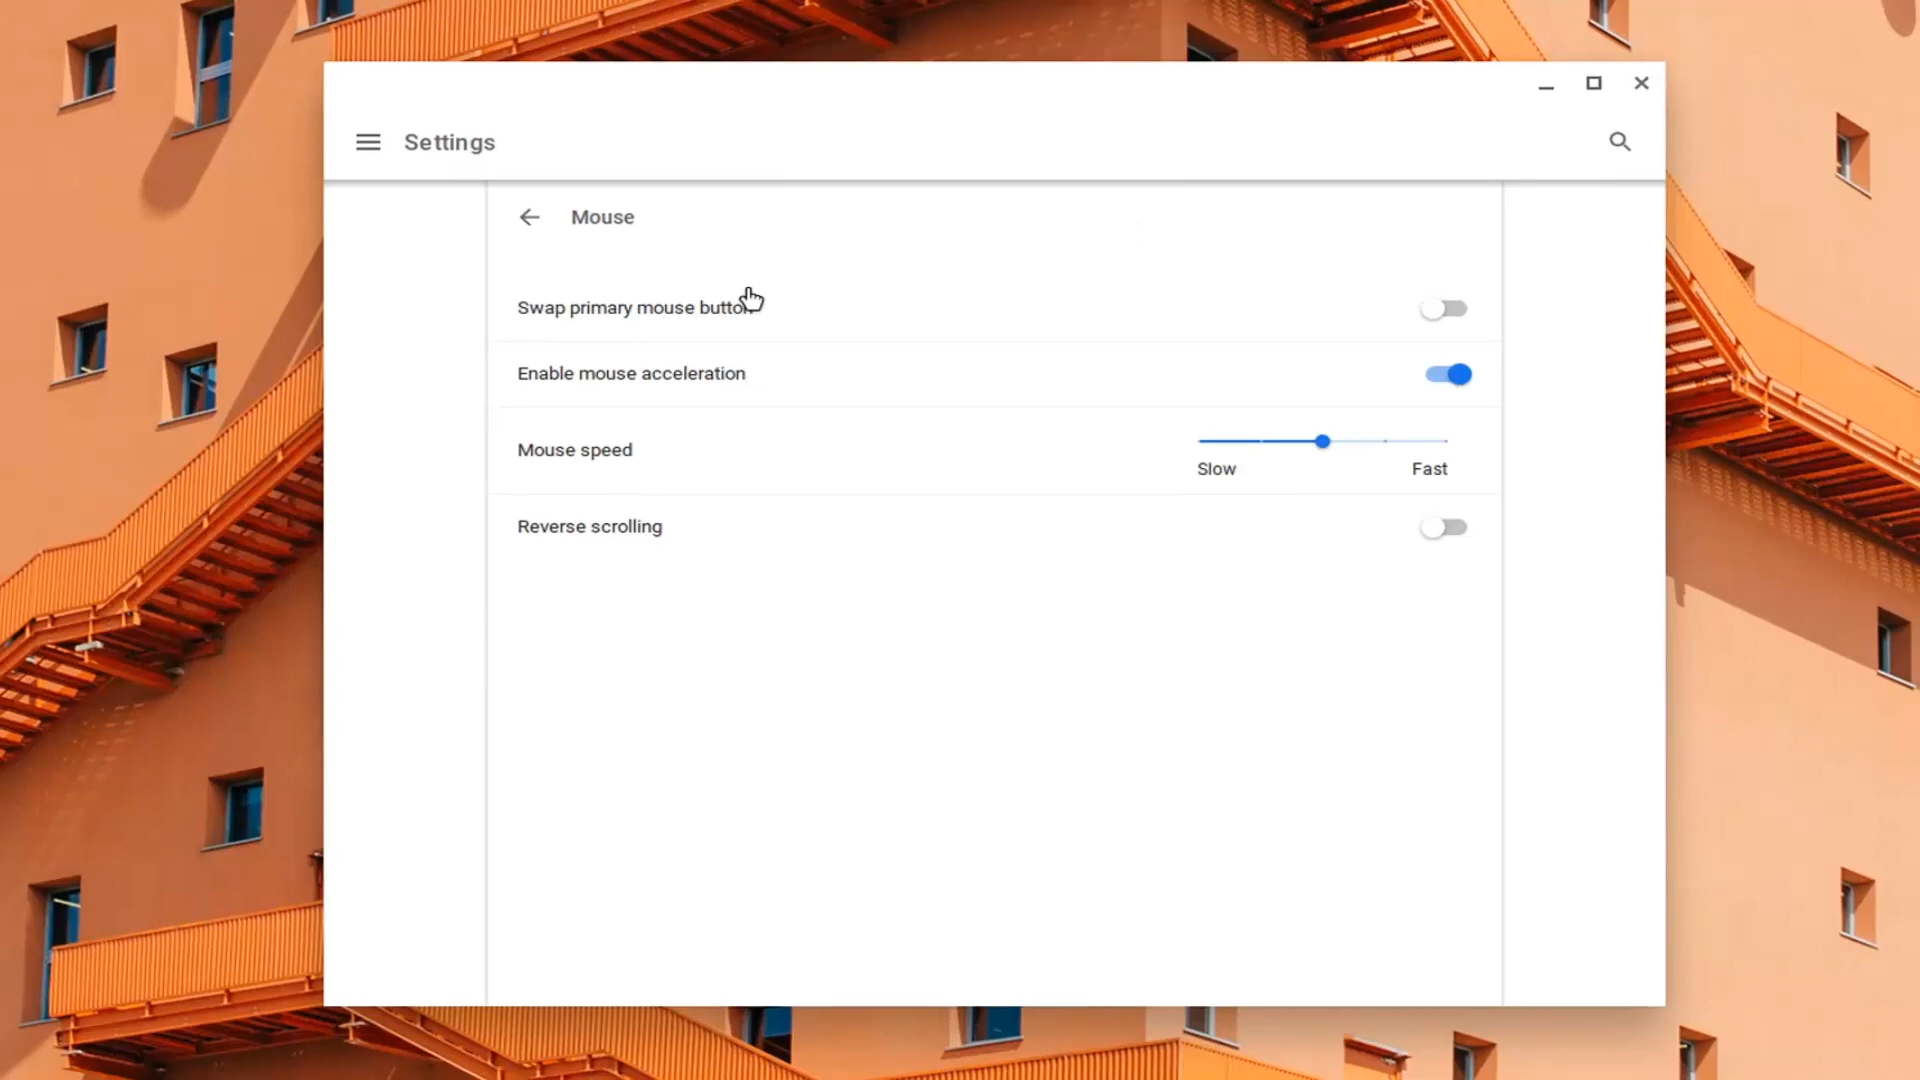 Settings
Mouse
Swap primary mouse button
Enable mouse acceleration
Mouse speed
Slow Fast
Reverse scrolling